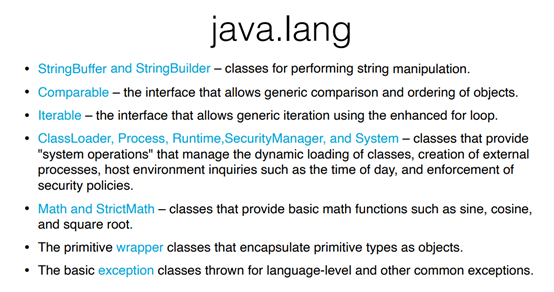 java.lang
• StringBuffer and StringBuilder – classes for performing string manipulation.
• Comparable – the interface that allows generic comparison and ordering of objects.
• Iterable – the interface that allows generic iteration using the enhanced for loop.
• ClassLoader, Process, Runtime,SecurityManager, and System – classes that provide
"system operations" that manage the dynamic loading of classes, creation of external
processes, host environment inquiries such as the time of day, and enforcement of
security policies.
• Math and StrictMath – classes that provide basic math functions such as sine, cosine,
and square root.
• The primitive wrapper classes that encapsulate primitive types as objects.
• The basic exception classes thrown for language-level and other common exceptions.